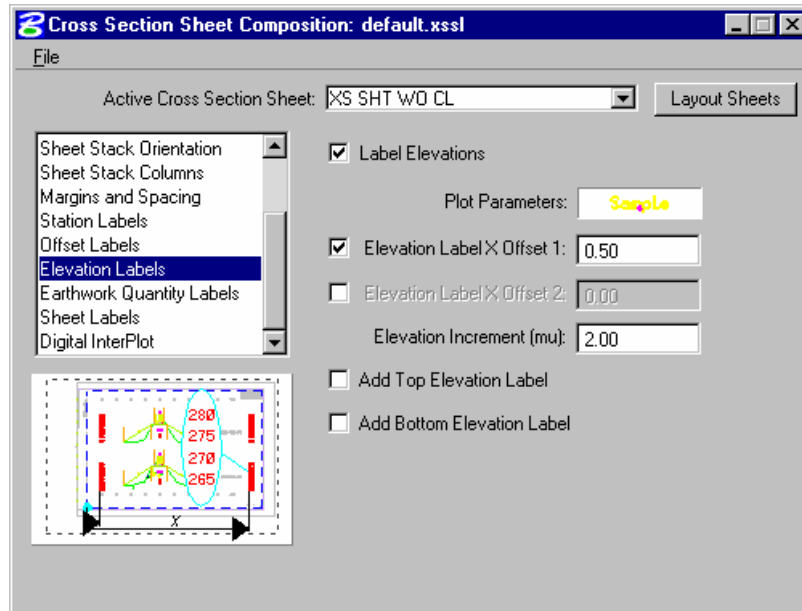 Cross Section Sheet Composition: default.xssl
File
Active Cross Section Sheet: XS SHT WO CL Layout Sheets
Sheet Stack Orientation
Sheet Stack Columns
Margins and Spacing
Station Labels
Offset Labels
Elevation Labels
Earthwork Quantity Labels
Sheet Labels
Digital InterPlot
Label Elevations
Plot Parameters: Sample
Elevation Label X Offset 1: 0.50
Elevation Label X Offset 2: 0.00
Elevation Increment (mu): 2.00
Add Top Elevation Label
Add Bottom Elevation Label
280
275
270
265
X